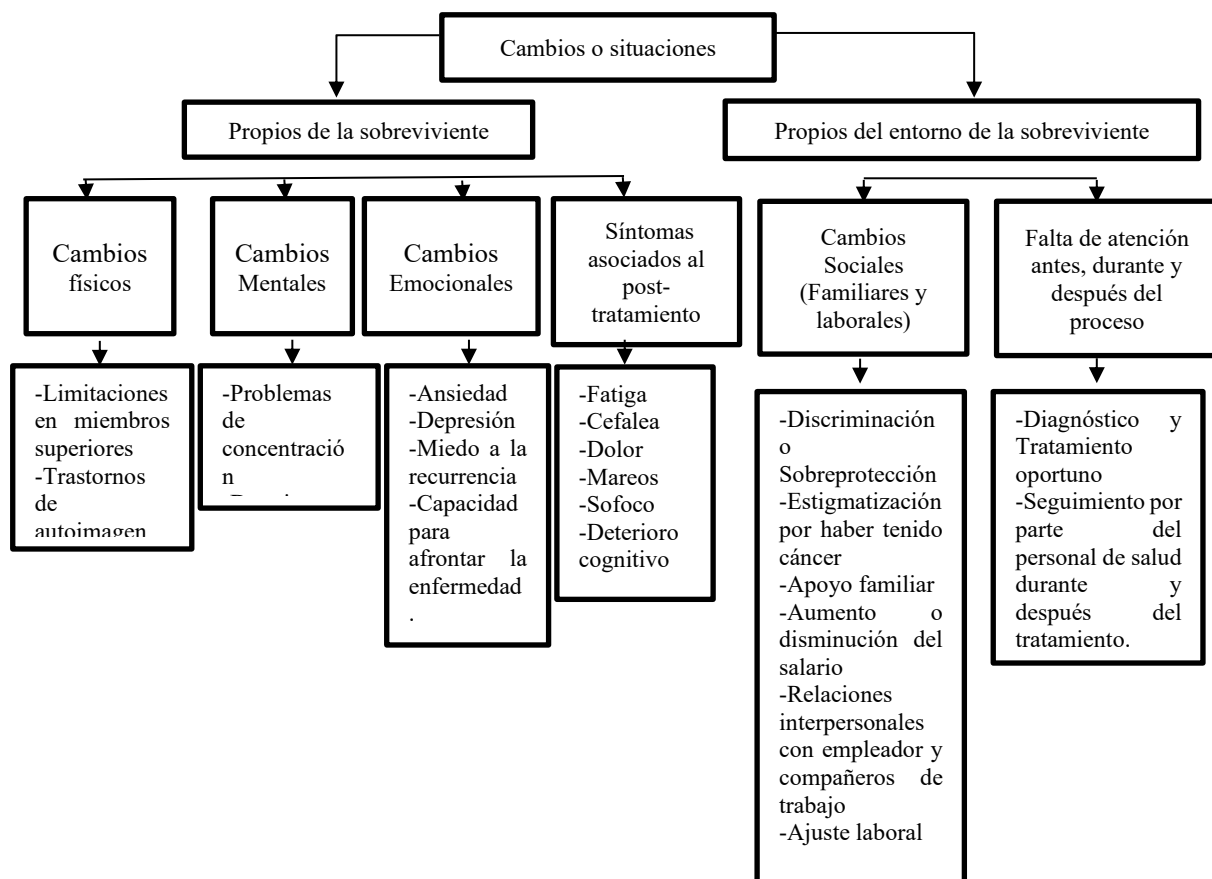 Cambios o situaciones
Propios de la sobreviviente
Propios del entorno de la sobreviviente
Cambios
físicos
Cambios
Mentales
Cambios
Emocionales
Síntomas
asociados al
post-
tratamiento
Cambios
Sociales
(Familiares y
laborales)
Falta de atención
antes, durante y
después del
proceso
-Limitaciones
en miembros
superiores
-Trastornos
de
autoimagen
-Problemas
de
concentració
n
-Ansiedad
-Depresión
-Miedo a la
recurrencia
-Capacidad
para
afrontar la
enfermedad
.
-Fatiga
-Cefalea
-Dolor
-Mareos
-Sofoco
-Deterioro
cognitivo
-Discriminación
o
Sobreprotección
-Estigmatización
por haber tenido
cáncer
-Apoyo familiar
-Aumento o
disminución del
salario
-Relaciones
interpersonales
con empleador y
compañeros de
trabajo
-Ajuste laboral
-Diagnóstico y
Tratamiento
oportuno
-Seguimiento por
parte del
personal de salud
durante y
después del
tratamiento.